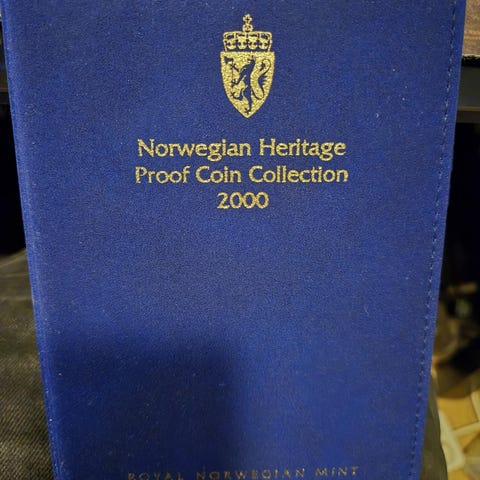 Norwegian Heritage
Proof Coin Collection
2000
ROYAL NORWEGIAN MINT